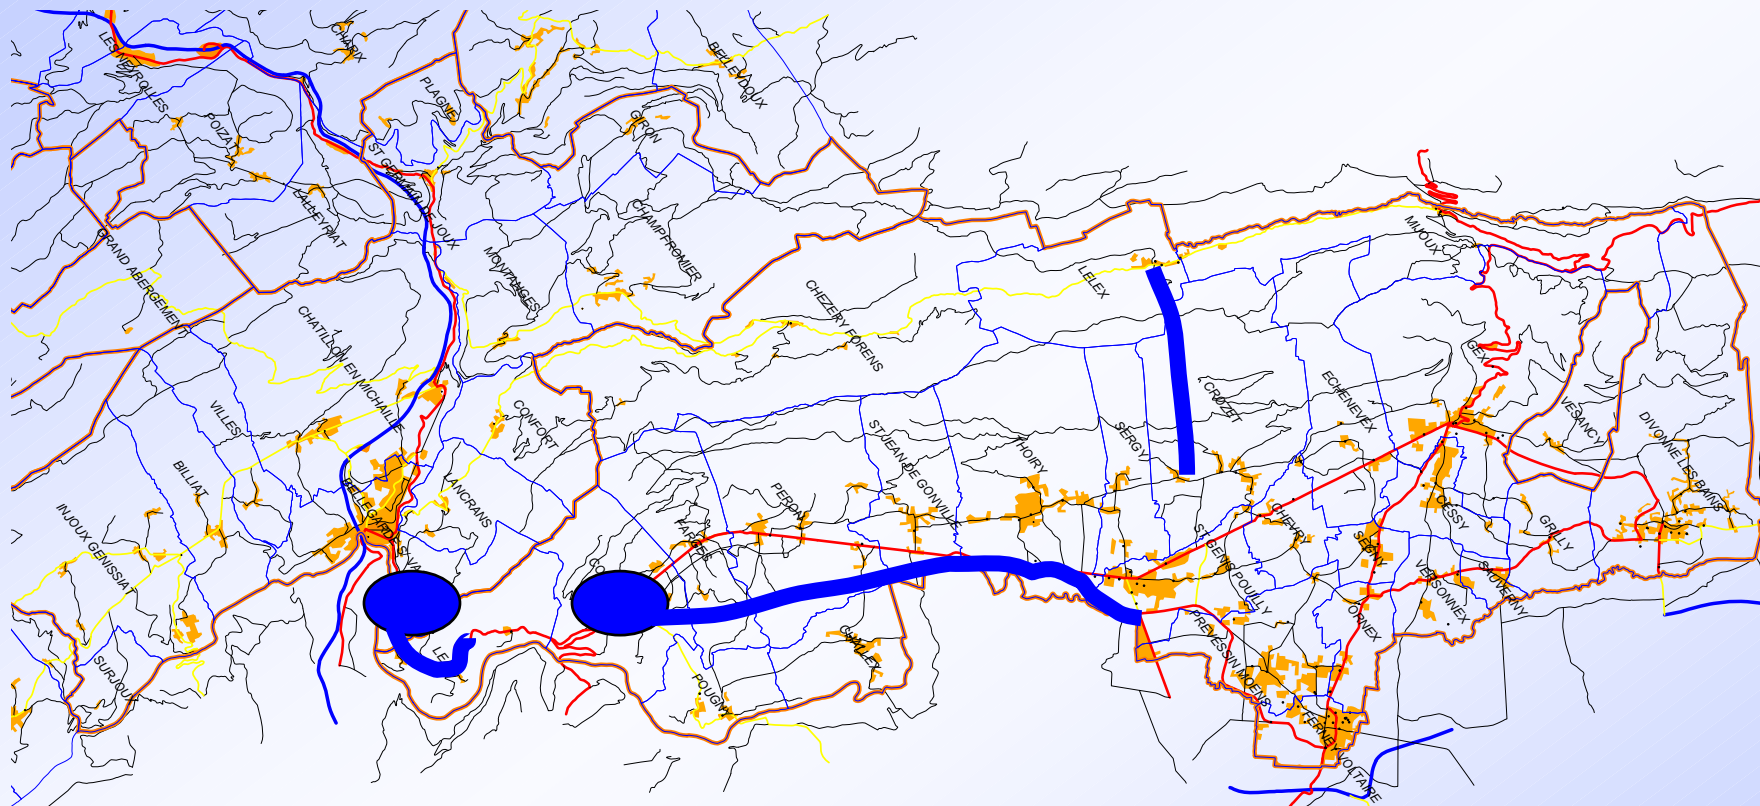 LES NEYROLLES
CHARIX
BELLEYDOUX
PLAGNE
POIZAT
GIRON
ST GERMAIN DE JOUX
LALLEYRIAT
CHAMPFROMIER
GRAND ABERGEMENT
MONTANGES
MIJOUX
LELEX
CHEZERY FORENS
CHATILLON EN MICHAILLE
GEX
ECHENEVEX
CROZET
VILLES
CONFORT
VESANCY
DIVONNE LES BAINS
ST JEAN DE GONVILLE
SERGY
THOIRY
BILLIAT
LANCRANS
BELLEGARDE
PERON
INJOUX GENISSIAT
FARGES
CESSY
CHEVRY
GRILLY
ST GENIS POUILLY
SEGNY
VERSONNEX
SAUVERNY
CO
ORNEX
PREVESSIN MOENS
CHALLEX
LE
SURJOUX
POUGNY
FERNEY VOLTAIRE